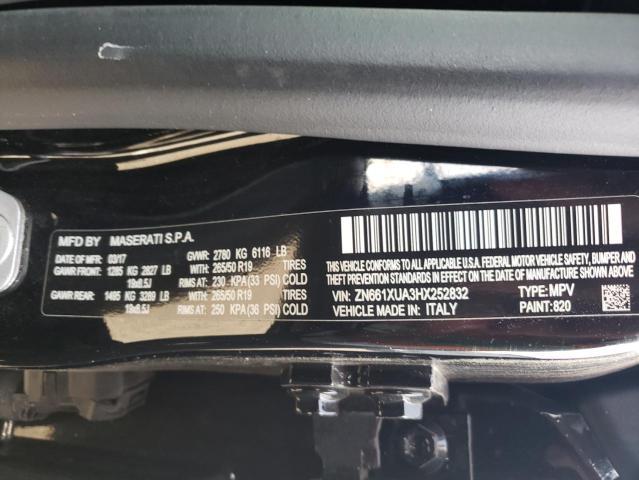 MFD BY MASERATI S.P.A.
DATE OF MFR: 03/17 GVWR: 2780 KG 6116 LB
GAWR FRONT: 1285 KG 2827 LB WITH: 265/50 R19 TIRES
18x8.5J RIMS AT: 230 KPA (33 PSI) COLD
GAWR REAR: 1495 KG 3289 LB WITH: 265/50 R19 TIRES
18x8.5J RIMS AT: 250 KPA (36 PSI) COLD
THIS VEHICLE CONFORMS TO ALL APPLICABLE U.S.A. FEDERAL MOTOR VEHICLE SAFETY, BUMPER AND
THEFT PREVENTION STANDARDS IN EFFECT ON THE DATE OF MANUFACTURE SHOWN ABOVE
VIN: ZN661XUA3HX252832 TYPE: MPV
VEHICLE MADE IN: ITALY PAINT: 820